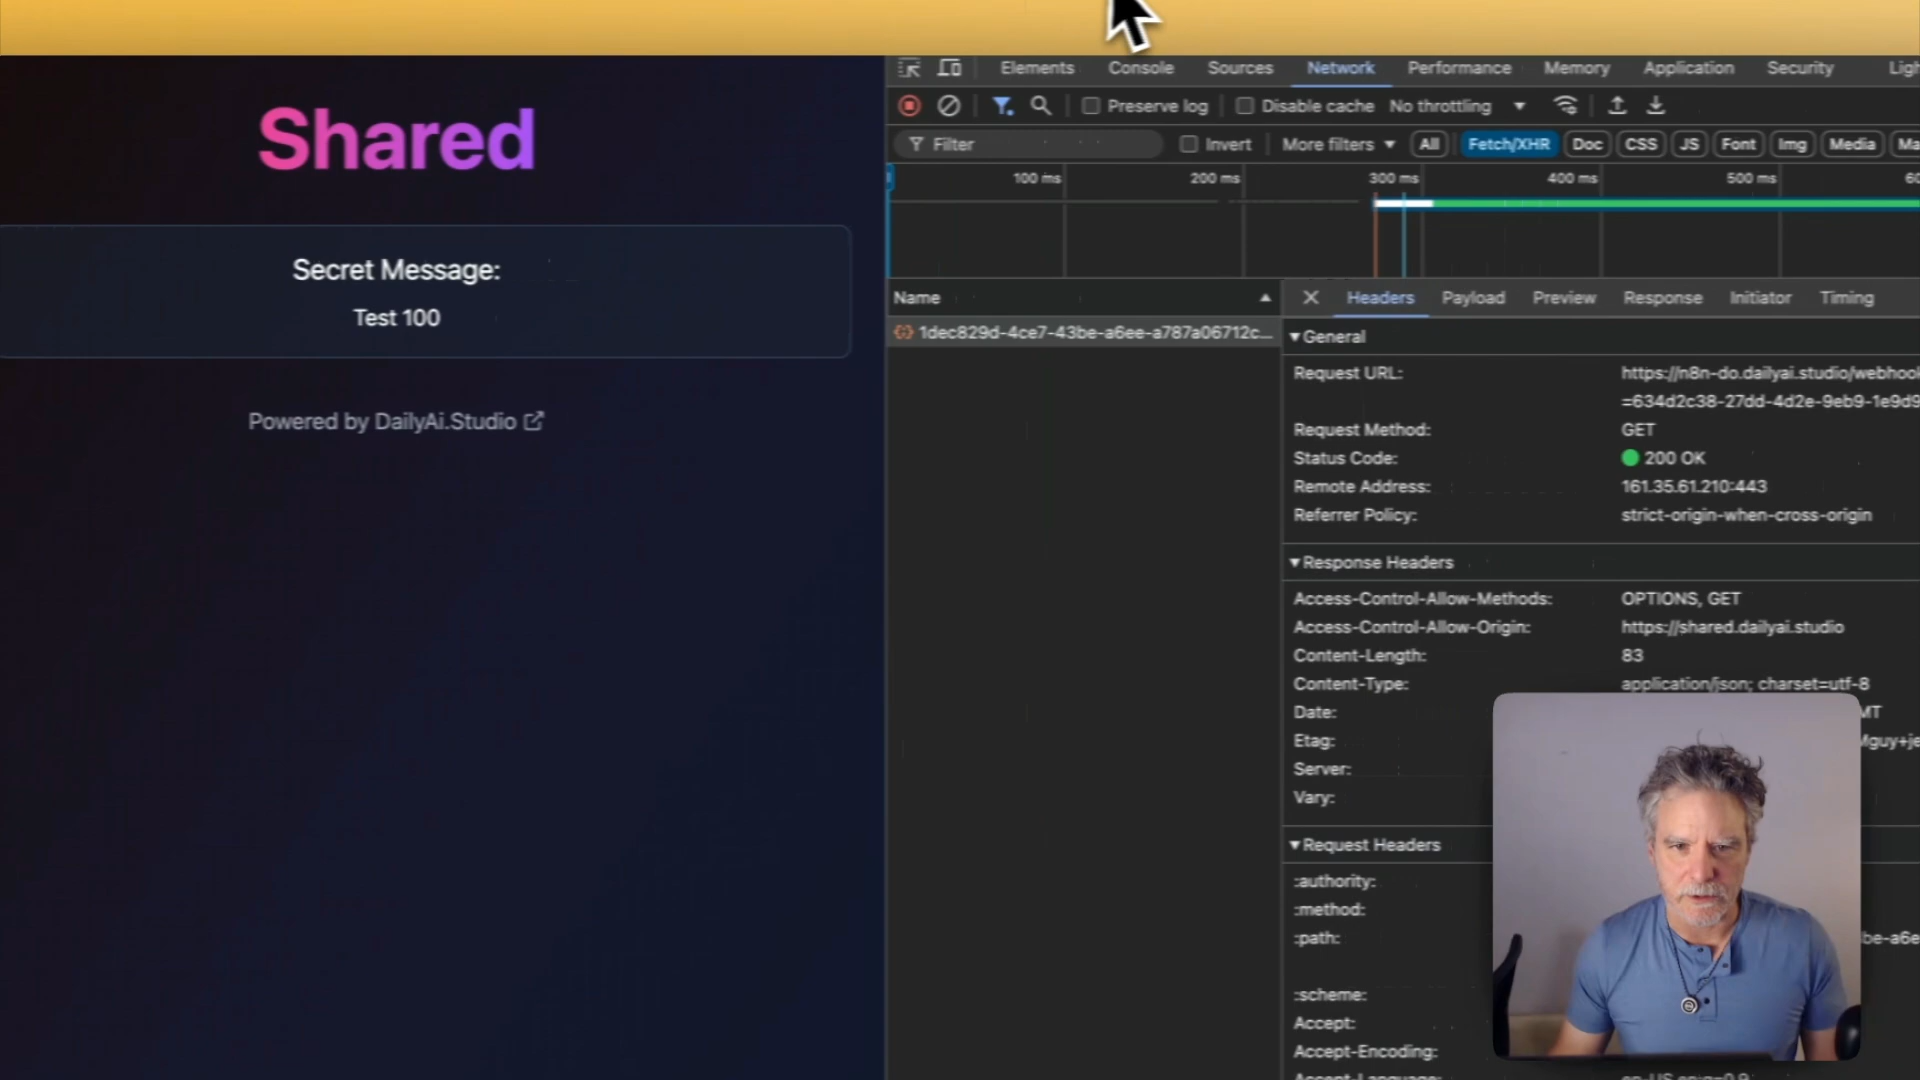 Shared
Secret Message:
Test 100
Powered by DailyAi.Studio
Elements Console Sources Network Performance Memory Application Security
Preserve log Disable cache No throttling
Filter Invert More filters All Fetch/XHR Doc CSS JS Font Img Media
100 ms 200 ms 300 ms 400 ms 500 ms
Name
1dec829d-4ce7-43be-a6ee-a787a06712c...
Headers Payload Preview Response Initiator Timing
General
Request URL: https://n8n-do.dailyai.studio/webhook
=634d2c38-27dd-4d2e-9eb9-1e9d9
Request Method: GET
Status Code: 200 OK
Remote Address: 161.35.61.210:443
Referrer Policy: strict-origin-when-cross-origin
Response Headers
Access-Control-Allow-Methods: OPTIONS, GET
Access-Control-Allow-Origin: https://shared.dailyai.studio
Content-Length: 83
Content-Type: application/json; charset=utf-8
Date: MT
Etag:
Server:
Vary:
Request Headers
:authority:
:method:
:path:
:scheme:
Accept:
Accept-Encoding: